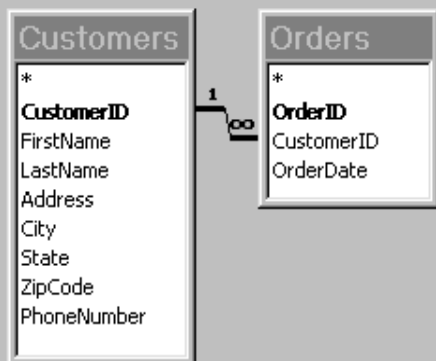 Customers
*
CustomerID
FirstName
LastName
Address
City
State
ZipCode
PhoneNumber
1
∞
Orders
*
OrderID
CustomerID
OrderDate